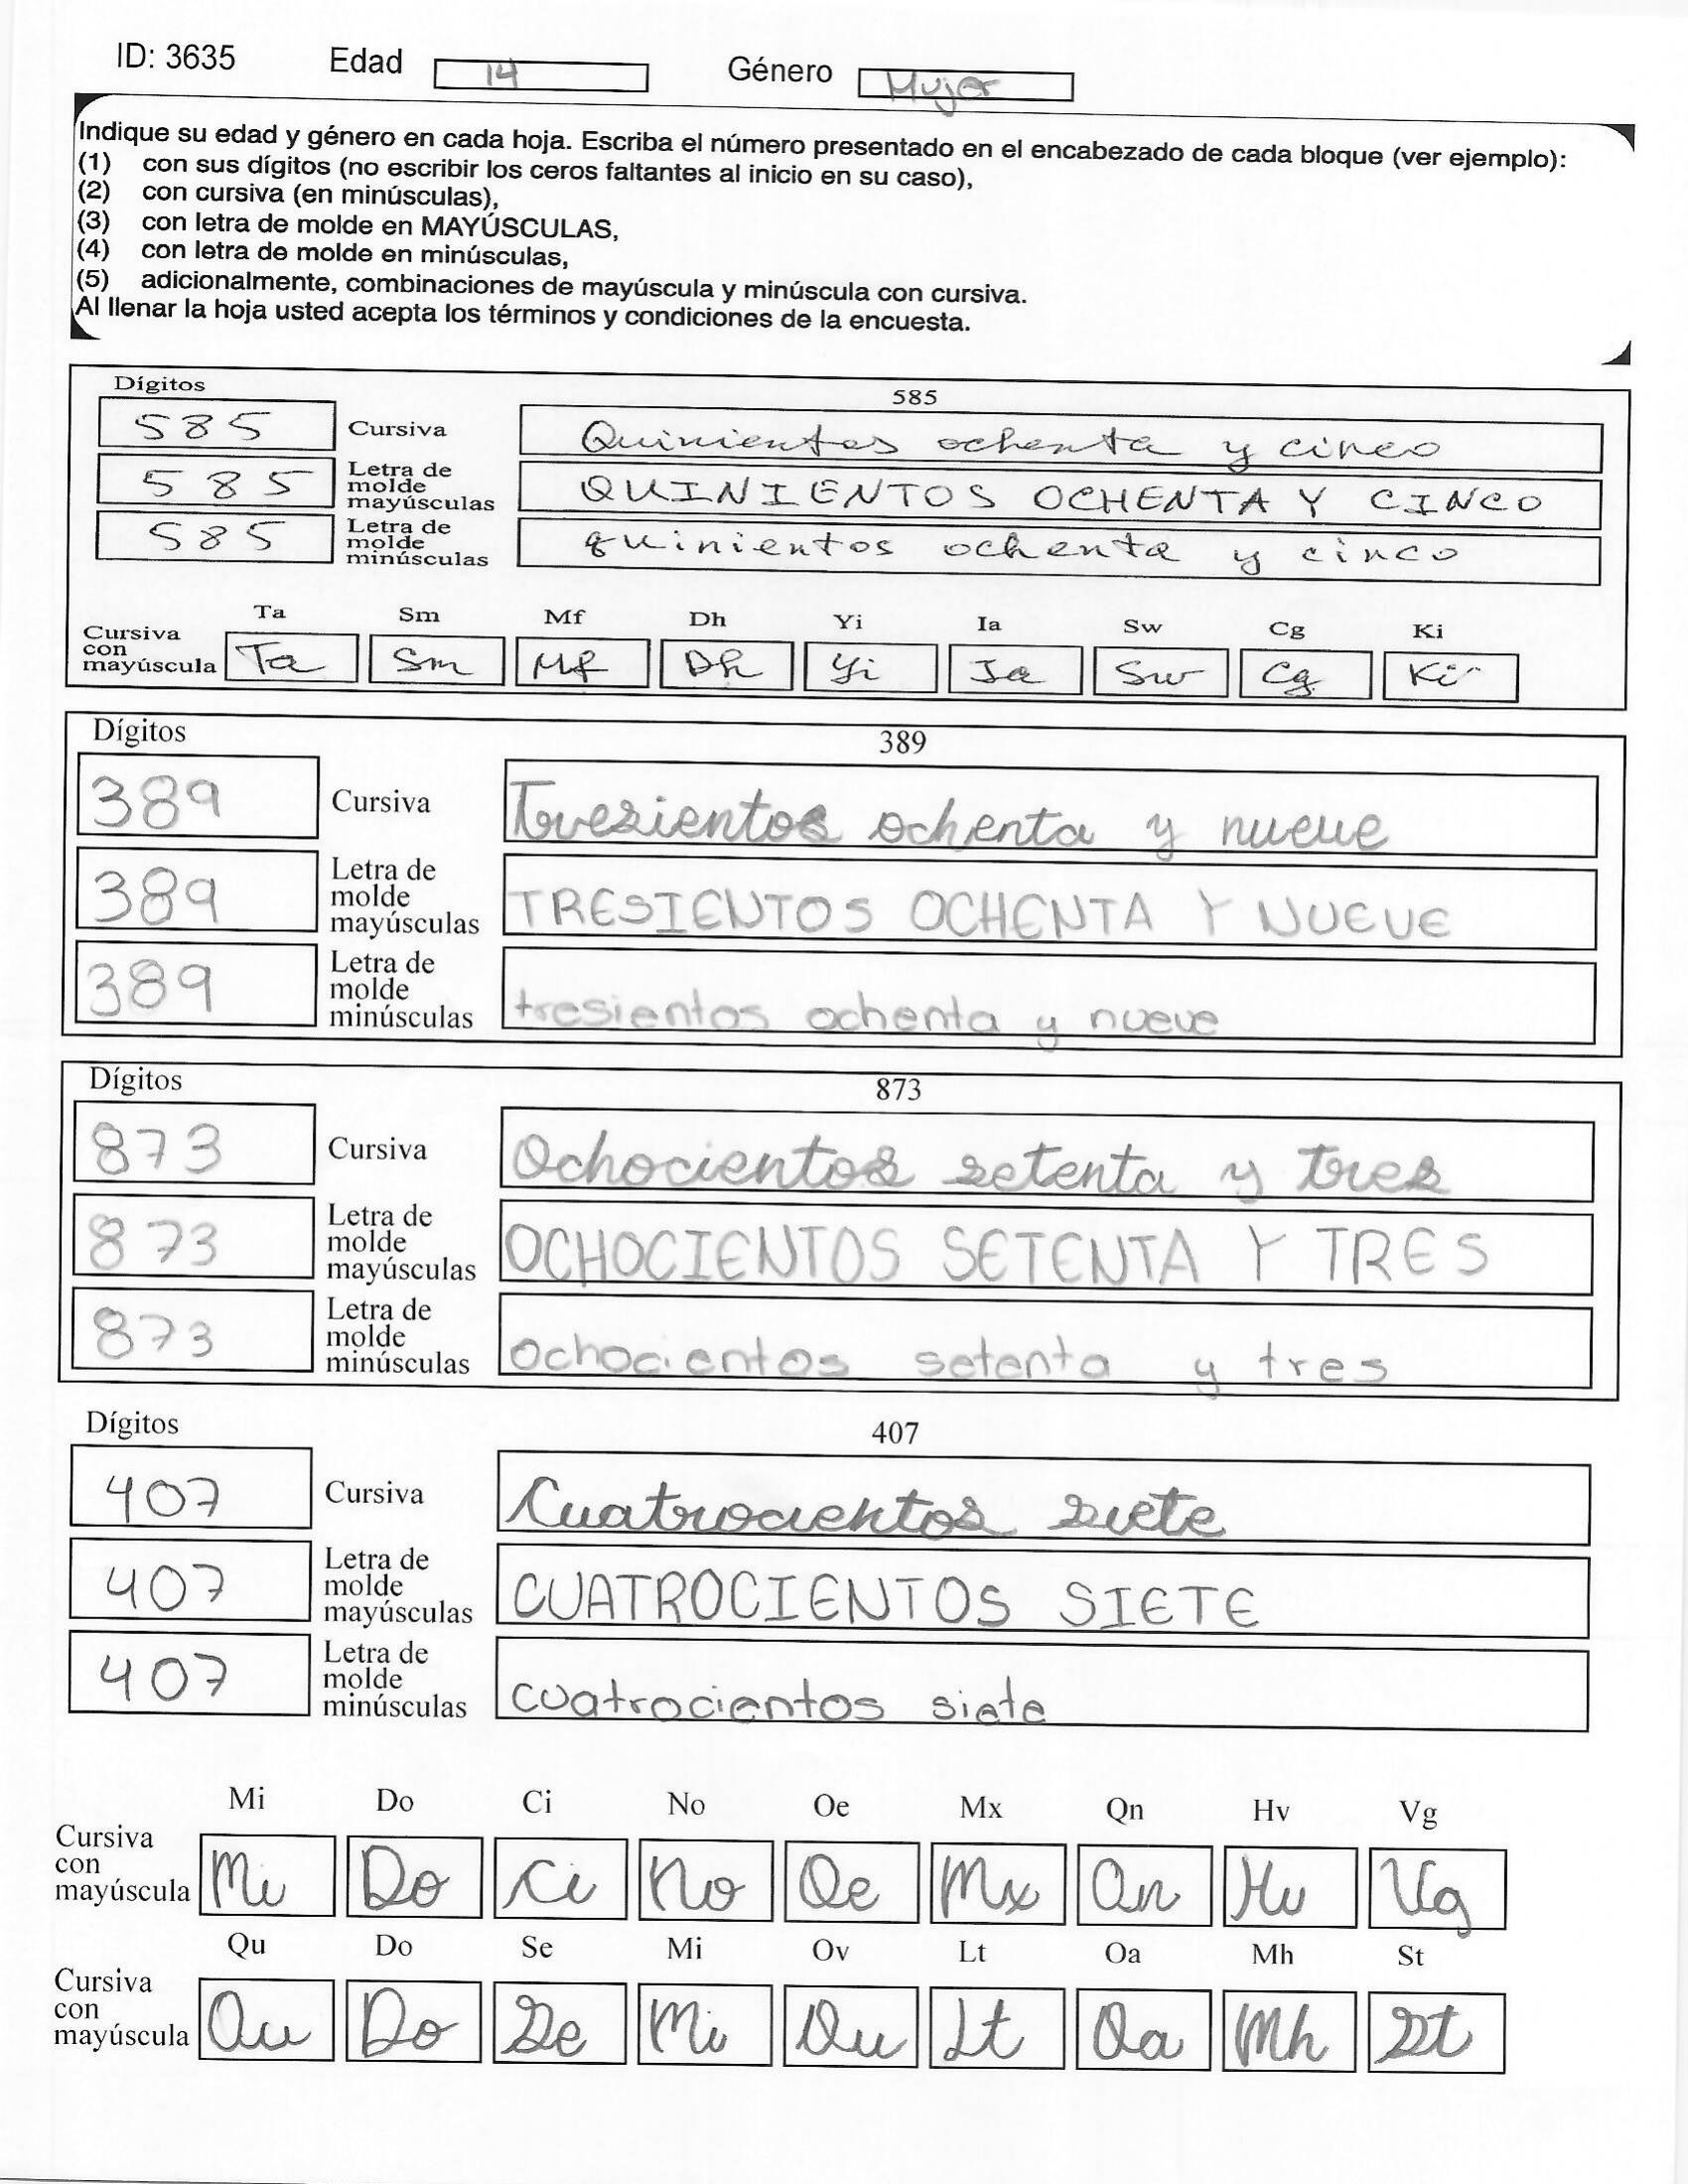 ID: 3635 Edad 14 Género Mujer
Indique su edad y género en cada hoja. Escriba el número presentado en el encabezado de cada bloque (ver ejemplo):
(1) con sus dígitos (no escribir los ceros faltantes al inicio en su caso),
(2) con cursiva (en minúsculas),
(3) con letra de molde en MAYÚSCULAS,
(4) con letra de molde en minúsculas,
(5) adicionalmente, combinaciones de mayúscula y minúscula con cursiva.
Al llenar la hoja usted acepta los términos y condiciones de la encuesta.
Dígitos 585
585 Cursiva Quinientos ochenta y cinco
585 Letra de molde mayúsculas QUINIENTOS OCHENTA Y CINCO
585 Letra de molde minúsculas quinientos ochenta y cinco
Ta Sm Mf Dh Yi Ia Sw Cg Ki
Cursiva con mayúscula Ta Sm Mf Dh Yi Ia Sw Cg Ki
Dígitos 389
389 Cursiva Tresientos ochenta y nueve
389 Letra de molde mayúsculas TRESIENTOS OCHENTA Y NUEVE
389 Letra de molde minúsculas tresientos ochenta y nueve
Dígitos 873
873 Cursiva Ochocientos setenta y tres
873 Letra de molde mayúsculas OCHOCIENTOS SETENTA Y TRES
873 Letra de molde minúsculas ochocientos setenta y tres
Dígitos 407
407 Cursiva Cuatrocientos siete
407 Letra de molde mayúsculas CUATROCIENTOS SIETE
407 Letra de molde minúsculas cuatrocientos siete
Mi Do Ci No Oe Mx Qn Hv Vg
Cursiva con mayúscula Mi Do Ci No Oe Mx Qn Hv Vg
Qu Do Se Mi Ov Lt Oa Mh St
Cursiva con mayúscula Qu Do Se Mi Ov Lt Oa Mh St